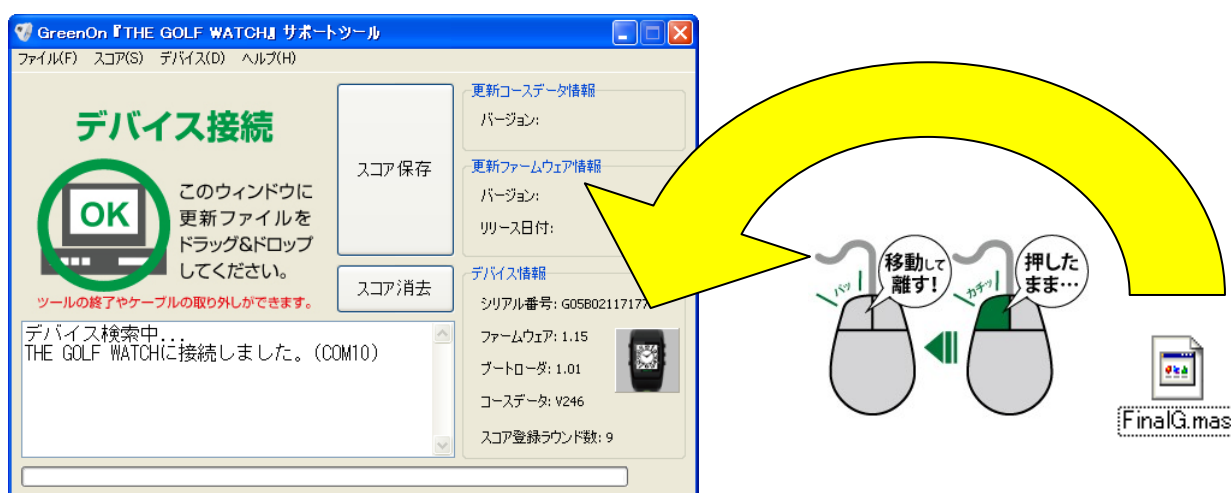 GreenOn『THE GOLF WATCH』サポートツール
ファイル(F) スコア(S) デバイス(D) ヘルプ(H)
デバイス接続
OK
このウィンドウに
更新ファイルを
ドラッグ&ドロップ
してください。
ツールの終了やケーブルの取り外しができます。
スコア保存
スコア消去
更新コースデータ情報
バージョン:
更新ファームウェア情報
バージョン:
リリース日付:
デバイス情報
シリアル番号: G05B02117177
ファームウェア: 1.15
ブートローダ: 1.01
コースデータ: V246
スコア登録ラウンド数: 9
デバイス検索中...
THE GOLF WATCHに接続しました。(COM10)
パッ
移動して
離す!
カチッ
押した
まま…
FinalG.mas